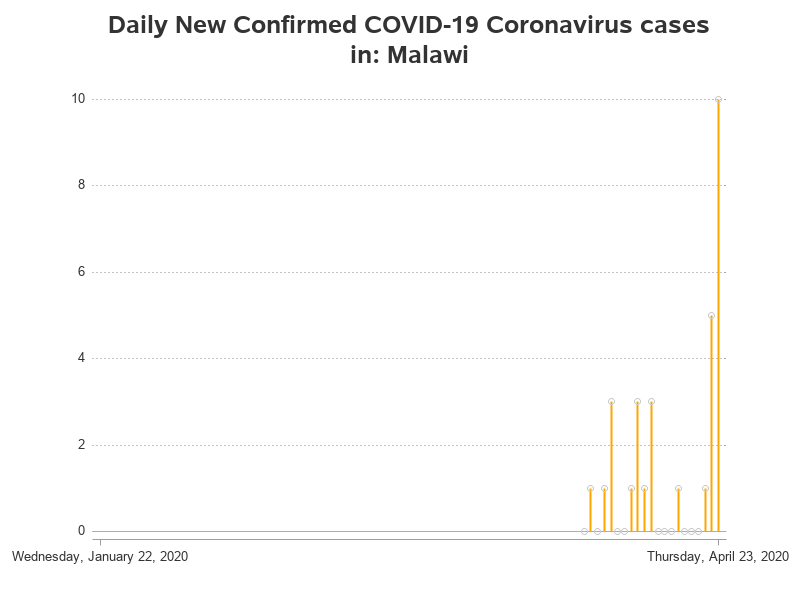 Daily New Confirmed COVID-19 Coronavirus cases
in: Malawi
10
8
6
4
2
0
Wednesday, January 22, 2020
Thursday, April 23, 2020